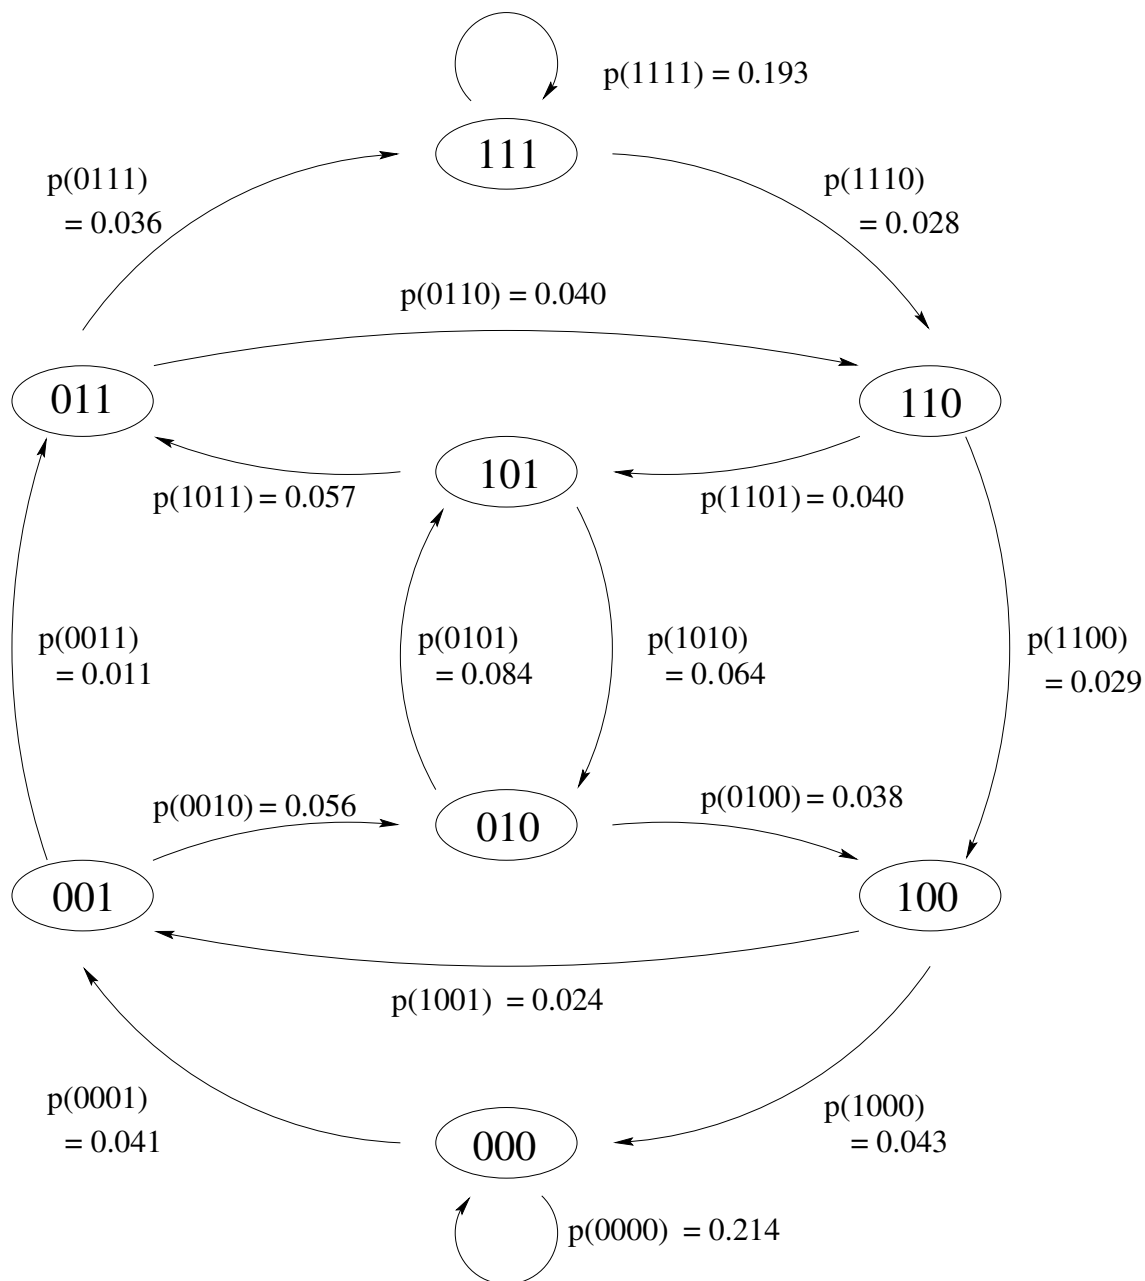 p(1111) = 0.193
111
p(0111)
= 0.036
p(1110)
= 0.028
p(0110) = 0.040
011
110
101
p(1011) = 0.057
p(1101) = 0.040
p(0011)
= 0.011
p(0101)
= 0.084
p(1010)
= 0.064
p(1100)
= 0.029
p(0010) = 0.056
p(0100) = 0.038
010
001
100
p(1001) = 0.024
p(0001)
= 0.041
p(1000)
= 0.043
000
p(0000) = 0.214